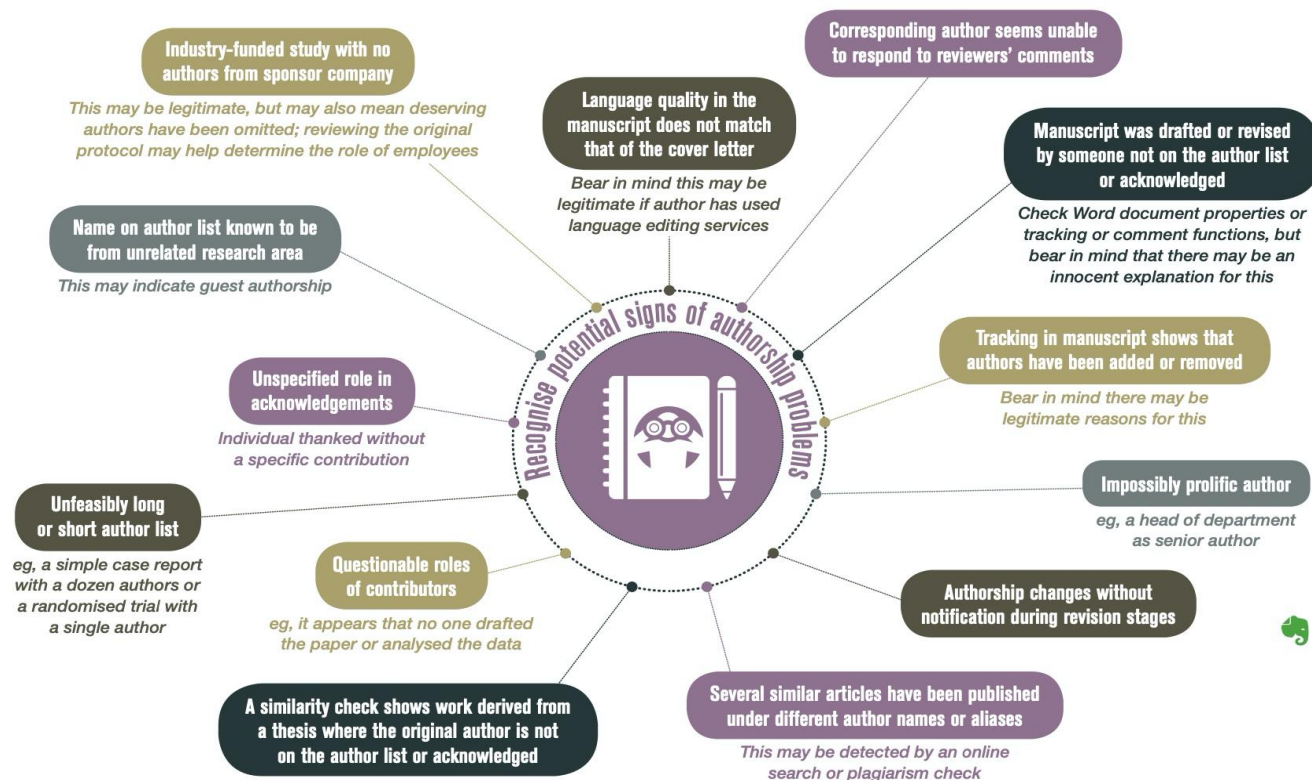 Industry-funded study with no
authors from sponsor company
This may be legitimate, but may also mean deserving
authors have been omitted; reviewing the original
protocol may help determine the role of employees
Language quality in the
manuscript does not match
that of the cover letter
Bear in mind this may be
legitimate if author has used
language editing services
Corresponding author seems unable
to respond to reviewers' comments
Manuscript was drafted or revised
by someone not on the author list
or acknowledged
Check Word document properties or
tracking or comment functions, but
bear in mind that there may be an
innocent explanation for this
Name on author list known to be
from unrelated research area
This may indicate guest authorship
Recognise potential signs of authorship problems
Tracking in manuscript shows that
authors have been added or removed
Bear in mind there may be
legitimate reasons for this
Unspecified role in
acknowledgements
Individual thanked without
a specific contribution
Impossibly prolific author
eg, a head of department
as senior author
Unfeasibly long
or short author list
eg, a simple case report
with a dozen authors or
a randomised trial with
a single author
Questionable roles
of contributors
eg, it appears that no one drafted
the paper or analysed the data
Authorship changes without
notification during revision stages
A similarity check shows work derived from
a thesis where the original author is not
on the author list or acknowledged
Several similar articles have been published
under different author names or aliases
This may be detected by an online
search or plagiarism check